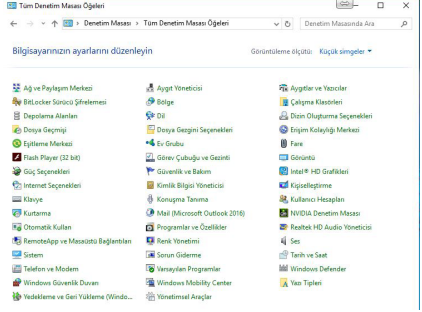 Tüm Denetim Masası Öğeleri
Denetim Masası > Tüm Denetim Masası Öğeleri
Denetim Masasında Ara
Bilgisayarınızın ayarlarını düzenleyin
Görüntüleme ölçütü: Küçük simgeler
Ağ ve Paylaşım Merkezi
Aygıt Yöneticisi
Aygıtlar ve Yazıcılar
BitLocker Sürücü Şifrelemesi
Bölge
Çalışma Klasörleri
Depolama Alanları
Dil
Dizin Oluşturma Seçenekleri
Dosya Geçmişi
Dosya Gezgini Seçenekleri
Erişim Kolaylığı Merkezi
Eşitleme Merkezi
Ev Grubu
Fare
Flash Player (32 bit)
Görev Çubuğu ve Gezinti
Görüntü
Güç Seçenekleri
Güvenlik ve Bakım
Intel® HD Grafikleri
Internet Seçenekleri
Kimlik Bilgisi Yöneticisi
Kişiselleştirme
Klavye
Konuşma Tanıma
Kullanıcı Hesapları
Kurtarma
Mail (Microsoft Outlook 2016)
NVIDIA Denetim Masası
Otomatik Kullan
Programlar ve Özellikler
Realtek HD Audio Yöneticisi
RemoteApp ve Masaüstü Bağlantıları
Renk Yönetimi
Ses
Sistem
Sorun Giderme
Tarih ve Saat
Telefon ve Modem
Varsayılan Programlar
Windows Defender
Windows Güvenlik Duvarı
Windows Mobility Center
Yazı Tipleri
Yedekleme ve Geri Yükleme (Windo...
Yönetimsel Araçlar